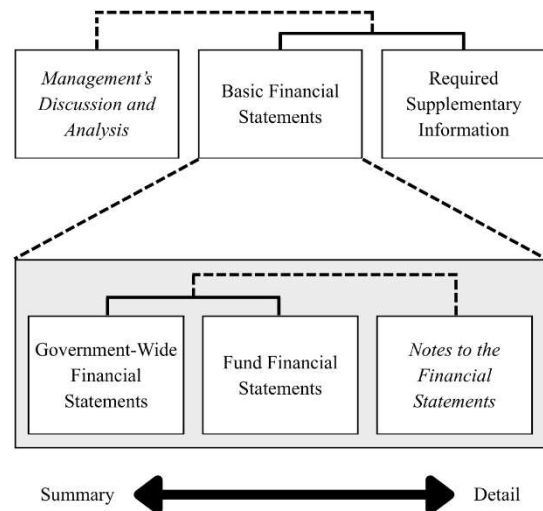 Management's
Discussion and
Analysis
Basic Financial
Statements
Required
Supplementary
Information
Government-Wide
Financial
Statements
Fund Financial
Statements
Notes to the
Financial
Statements
Summary
Detail